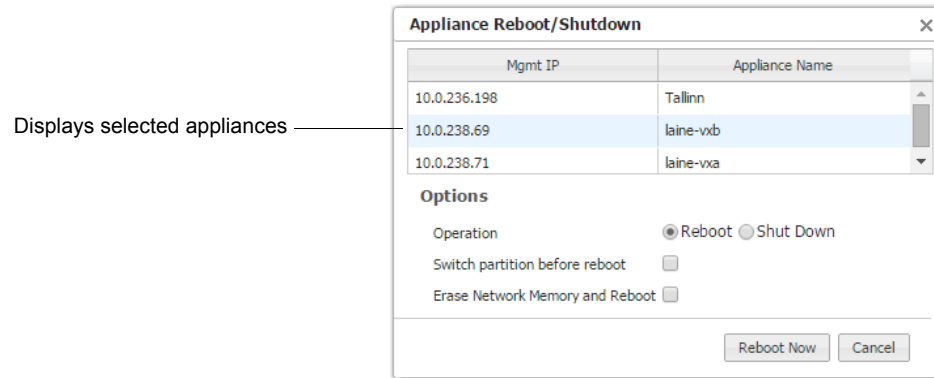 Appliance Reboot/Shutdown
Mgmt IP Appliance Name
10.0.236.198 Tallinn
Displays selected appliances 10.0.238.69 laine-vxb
10.0.238.71 laine-vxa
Options
Operation Reboot Shut Down
Switch partition before reboot
Erase Network Memory and Reboot
Reboot Now Cancel